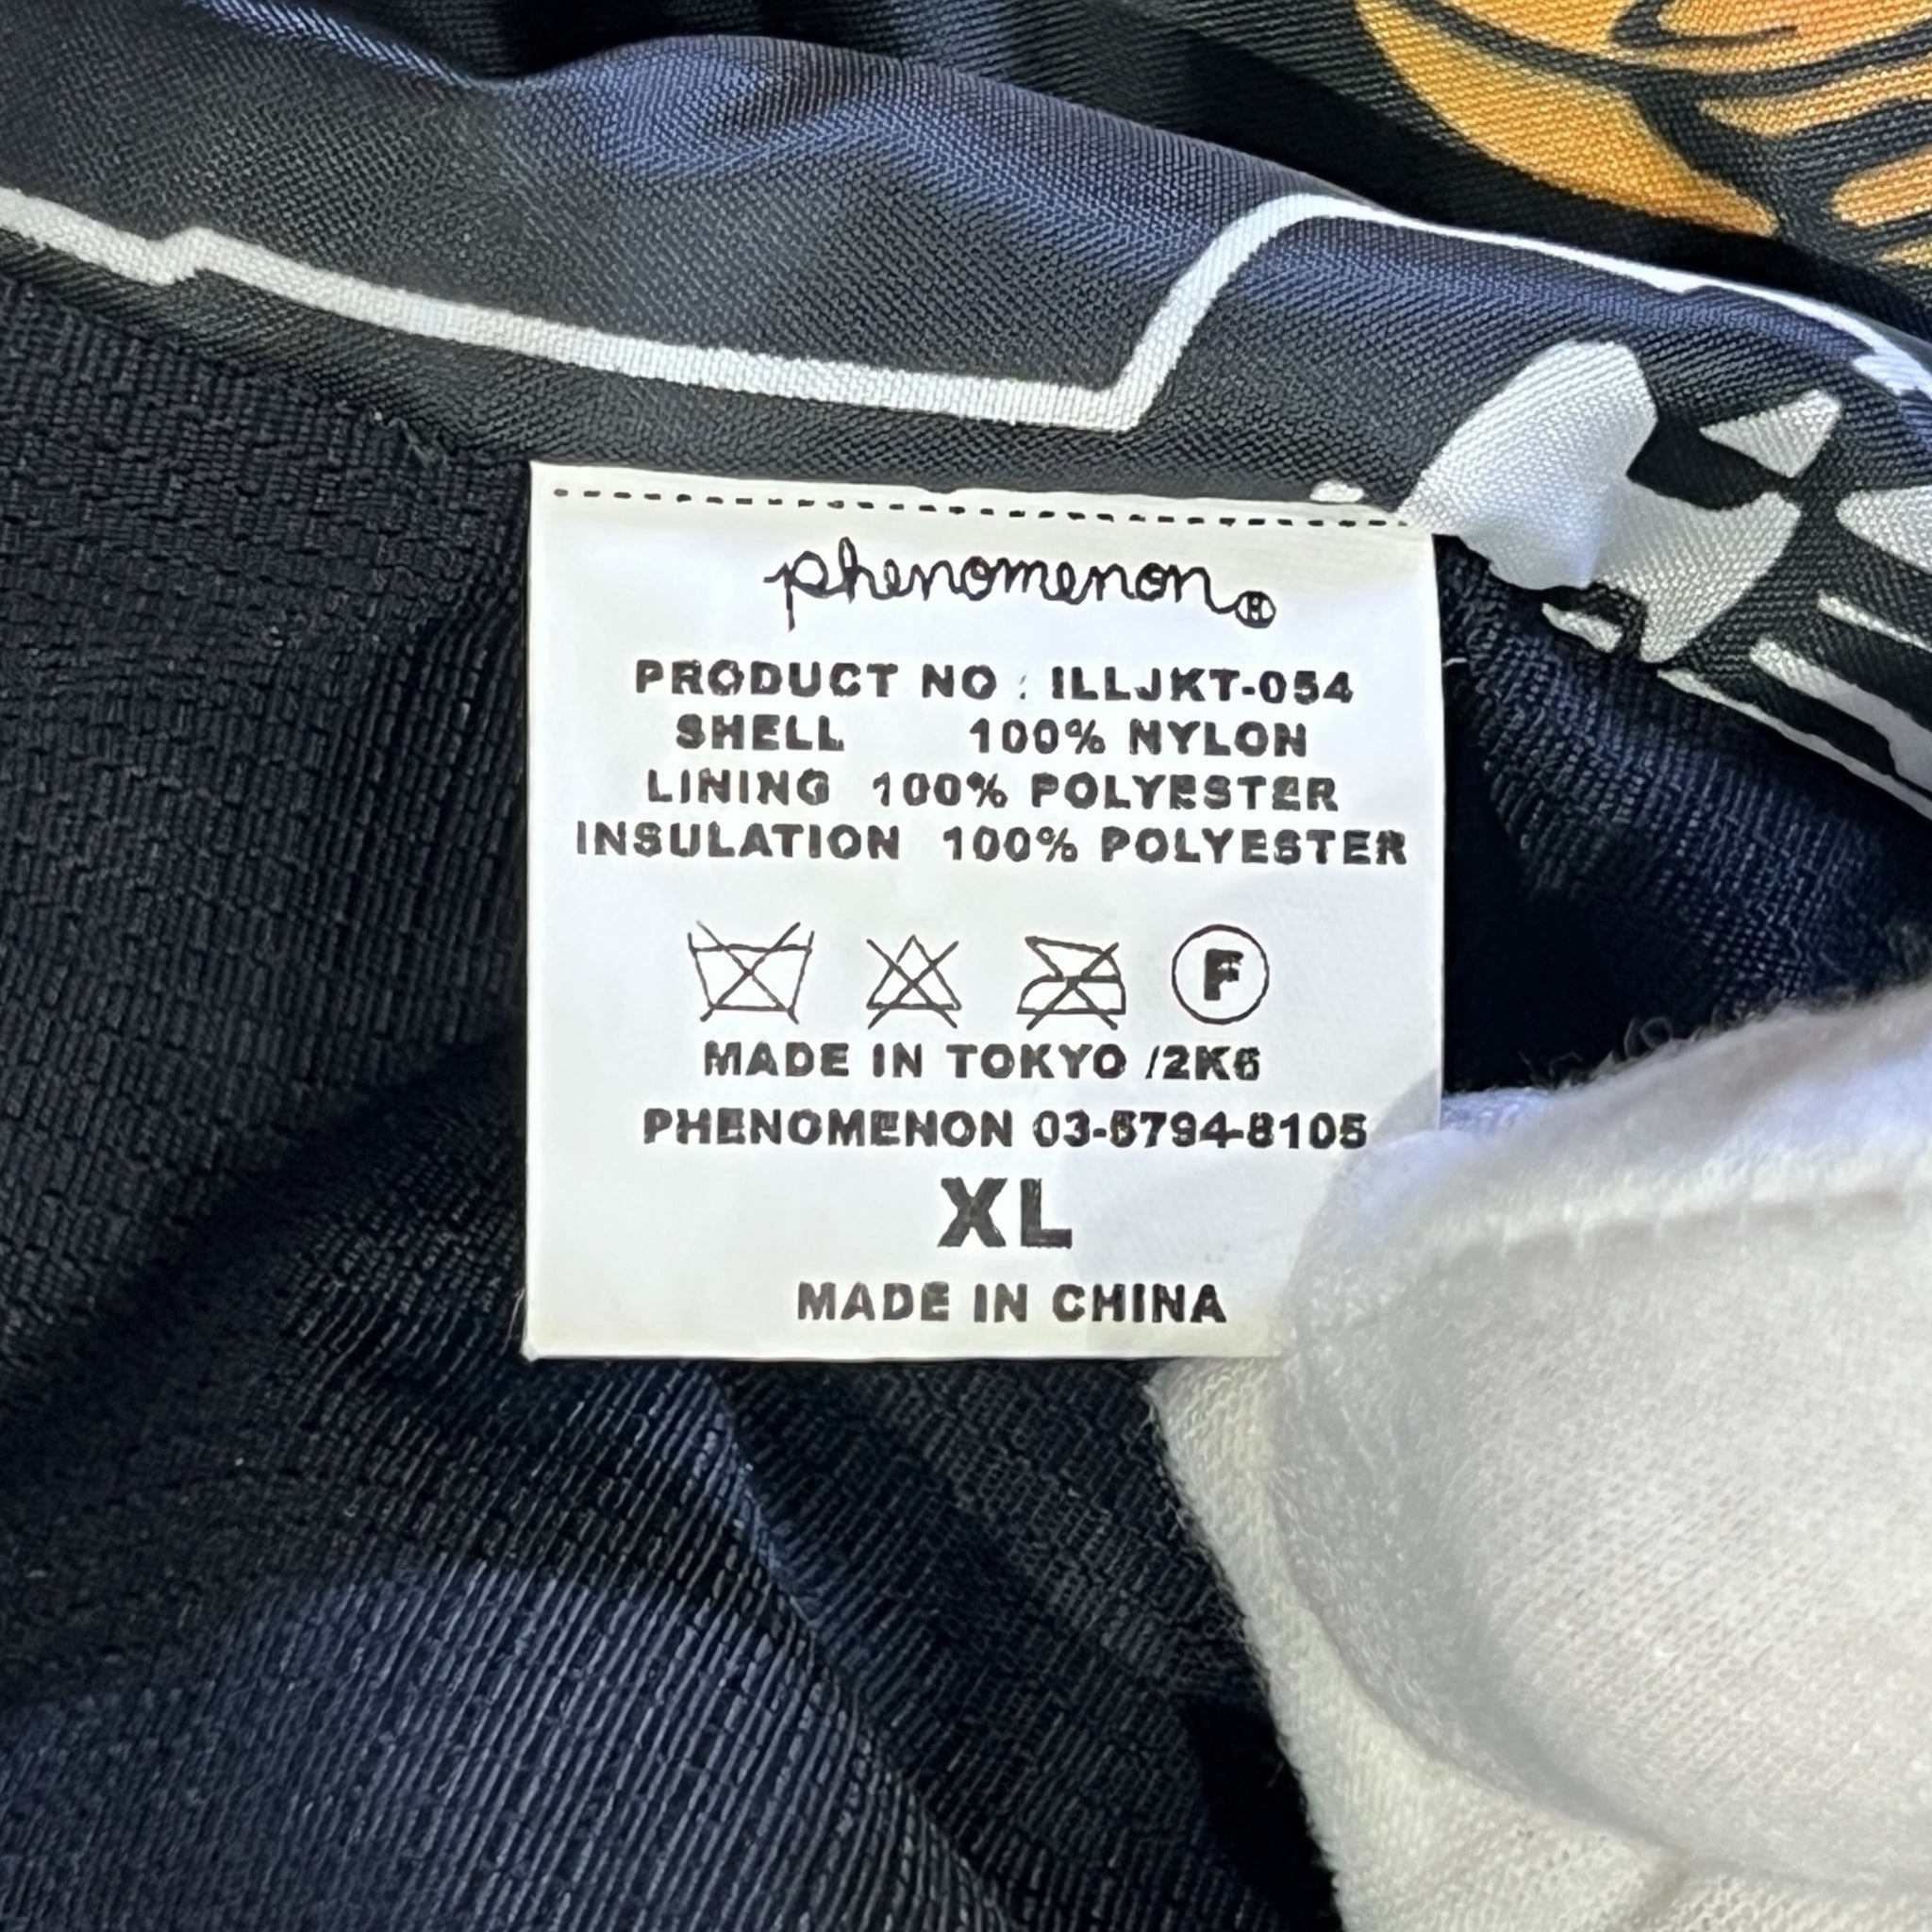 phenomenon®
PRODUCT NO : ILLJKT-054
SHELL 100% NYLON
LINING 100% POLYESTER
INSULATION 100% POLYESTER
F
MADE IN TOKYO /2K6
PHENOMENON 03-5794-8105
XL
MADE IN CHINA